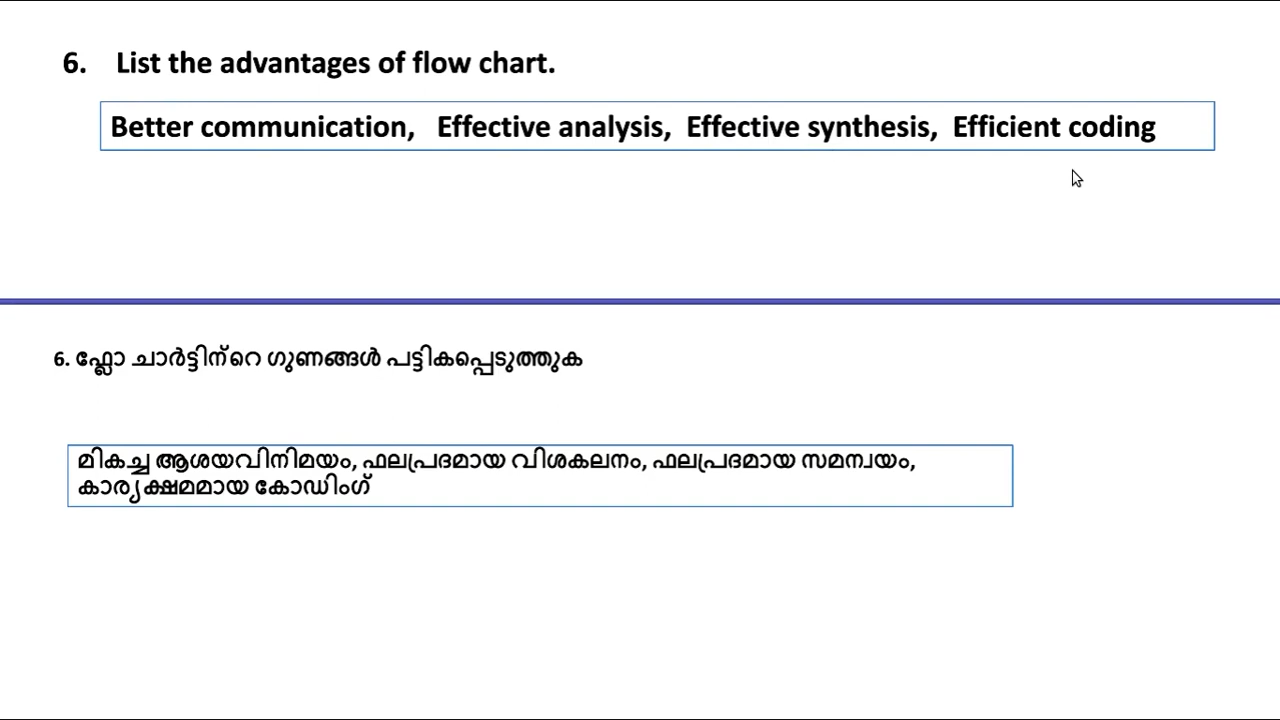 6. List the advantages of flow chart.
Better communication, Effective analysis, Effective synthesis, Efficient coding
6. ഫ്ലോ ചാർട്ടിന്റെ ഗുണങ്ങൾ പട്ടികപ്പെടുത്തുക
മികച്ച ആശയവിനിമയം, ഫലപ്രദമായ വിശകലനം, ഫലപ്രദമായ സമന്വയം,
കാര്യക്ഷമമായ കോഡിംഗ്